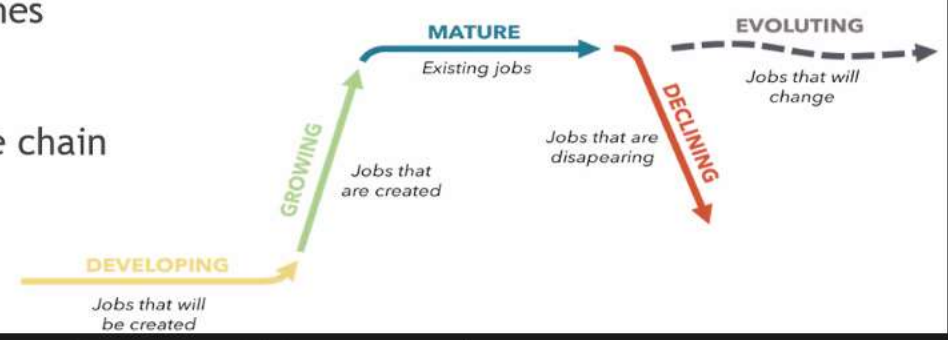 MATURE
Existing jobs
EVOLUTING
Jobs that will
change
DECLINING
Jobs that are
disapearing
e chain
GROWING
Jobs that
are created
DEVELOPING
Jobs that will
be created